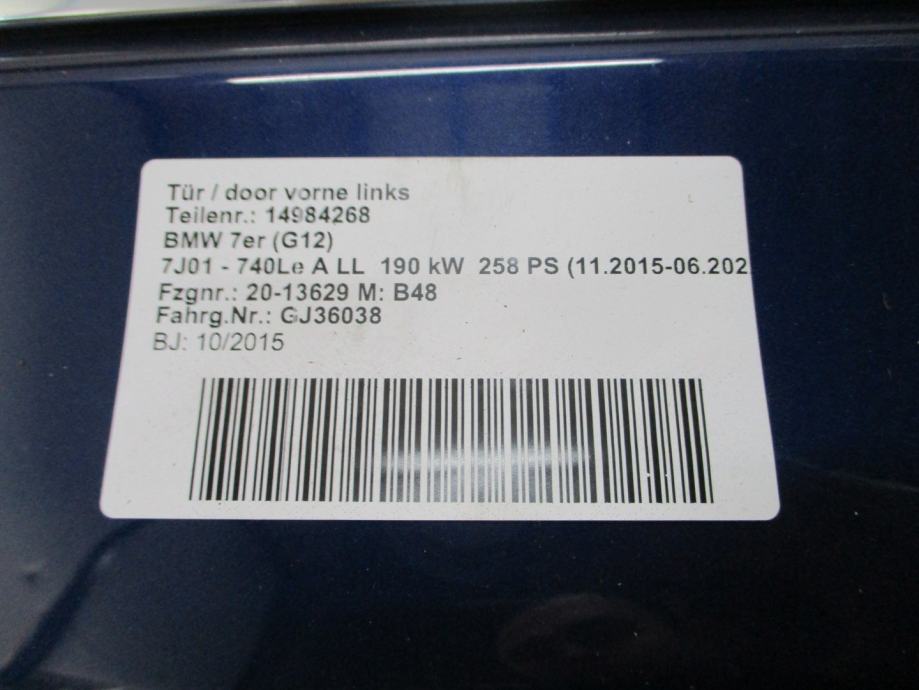 Tür / door vorne links
Teilenr.: 14984268
BMW 7er (G12)
7J01 - 740Le A LL 190 kW 258 PS (11.2015-06.202
Fzgnr.: 20-13629 M: B48
Fahrg.Nr.: GJ36038
BJ: 10/2015